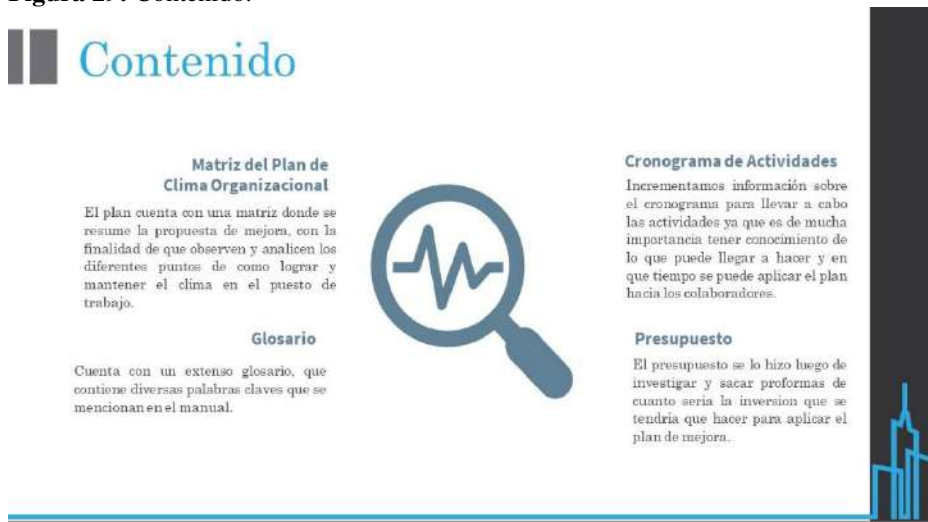 Contenido
Matriz del Plan de
Clima Organizacional
El plan cuenta con una matriz donde se
resume la propuesta de mejora, con la
finalidad de que observen y analicen los
diferentes puntos de como lograr y
mantener el clima en el puesto de
trabajo.
Glosario
Cuenta con un extenso glosario, que
contiene diversas palabras claves que se
mencionan en el manual.
Cronograma de Actividades
Incrementamos información sobre
el cronograma para llevar a cabo
las actividades ya que es de mucha
importancia tener conocimiento de
lo que puede llegar a hacer y en
que tiempo se puede aplicar el plan
hacia los colaboradores.
Presupuesto
El presupuesto se lo hizo luego de
investigar y sacar proformas de
cuanto seria la inversion que se
tendria que hacer para aplicar el
plan de mejora.